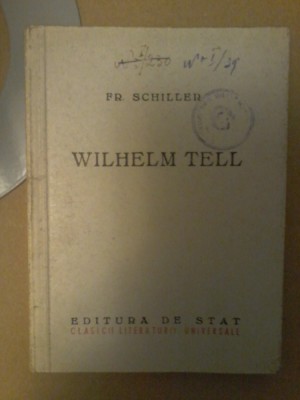 FR. SCHILLER
WILHELM TELL
EDITURA DE STAT
CLASICII LITERATURII UNIVERSALE